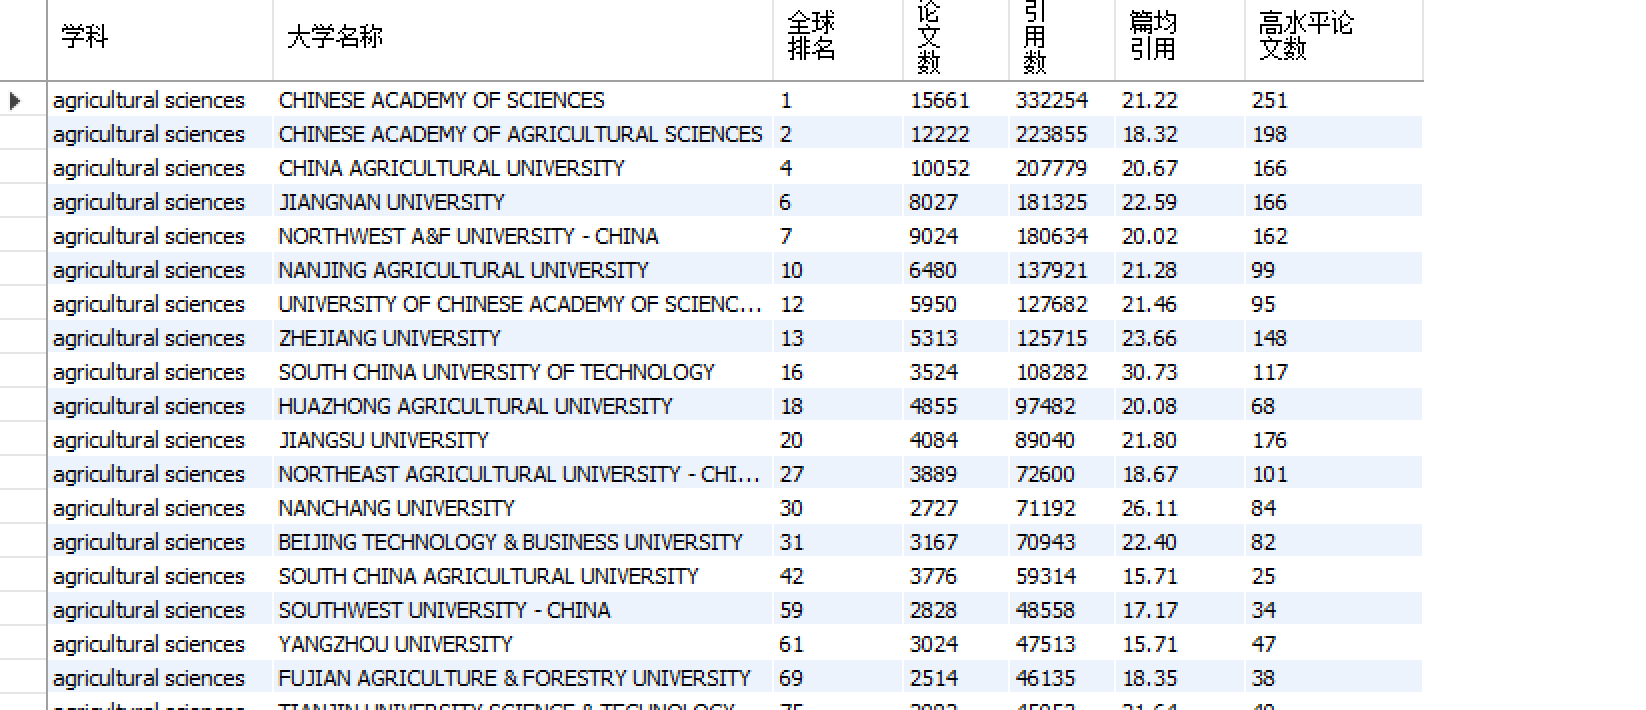 学科 大学名称 全球排名 论文数 引用数 篇均引用 高水平论文数
agricultural sciences CHINESE ACADEMY OF SCIENCES 1 15661 332254 21.22 251
agricultural sciences CHINESE ACADEMY OF AGRICULTURAL SCIENCES 2 12222 223855 18.32 198
agricultural sciences CHINA AGRICULTURAL UNIVERSITY 4 10052 207779 20.67 166
agricultural sciences JIANGNAN UNIVERSITY 6 8027 181325 22.59 166
agricultural sciences NORTHWEST A&F UNIVERSITY - CHINA 7 9024 180634 20.02 162
agricultural sciences NANJING AGRICULTURAL UNIVERSITY 10 6480 137921 21.28 99
agricultural sciences UNIVERSITY OF CHINESE ACADEMY OF SCIENC... 12 5950 127682 21.46 95
agricultural sciences ZHEJIANG UNIVERSITY 13 5313 125715 23.66 148
agricultural sciences SOUTH CHINA UNIVERSITY OF TECHNOLOGY 16 3524 108282 30.73 117
agricultural sciences HUAZHONG AGRICULTURAL UNIVERSITY 18 4855 97482 20.08 68
agricultural sciences JIANGSU UNIVERSITY 20 4084 89040 21.80 176
agricultural sciences NORTHEAST AGRICULTURAL UNIVERSITY - CHI... 27 3889 72600 18.67 101
agricultural sciences NANCHANG UNIVERSITY 30 2727 71192 26.11 84
agricultural sciences BEIJING TECHNOLOGY & BUSINESS UNIVERSITY 31 3167 70943 22.40 82
agricultural sciences SOUTH CHINA AGRICULTURAL UNIVERSITY 42 3776 59314 15.71 25
agricultural sciences SOUTHWEST UNIVERSITY - CHINA 59 2828 48558 17.17 34
agricultural sciences YANGZHOU UNIVERSITY 61 3024 47513 15.71 47
agricultural sciences FUJIAN AGRICULTURE & FORESTRY UNIVERSITY 69 2514 46135 18.35 38
agricultural sciences TIANJIN UNIVERSITY SCIENCE & TECHNOLOGY